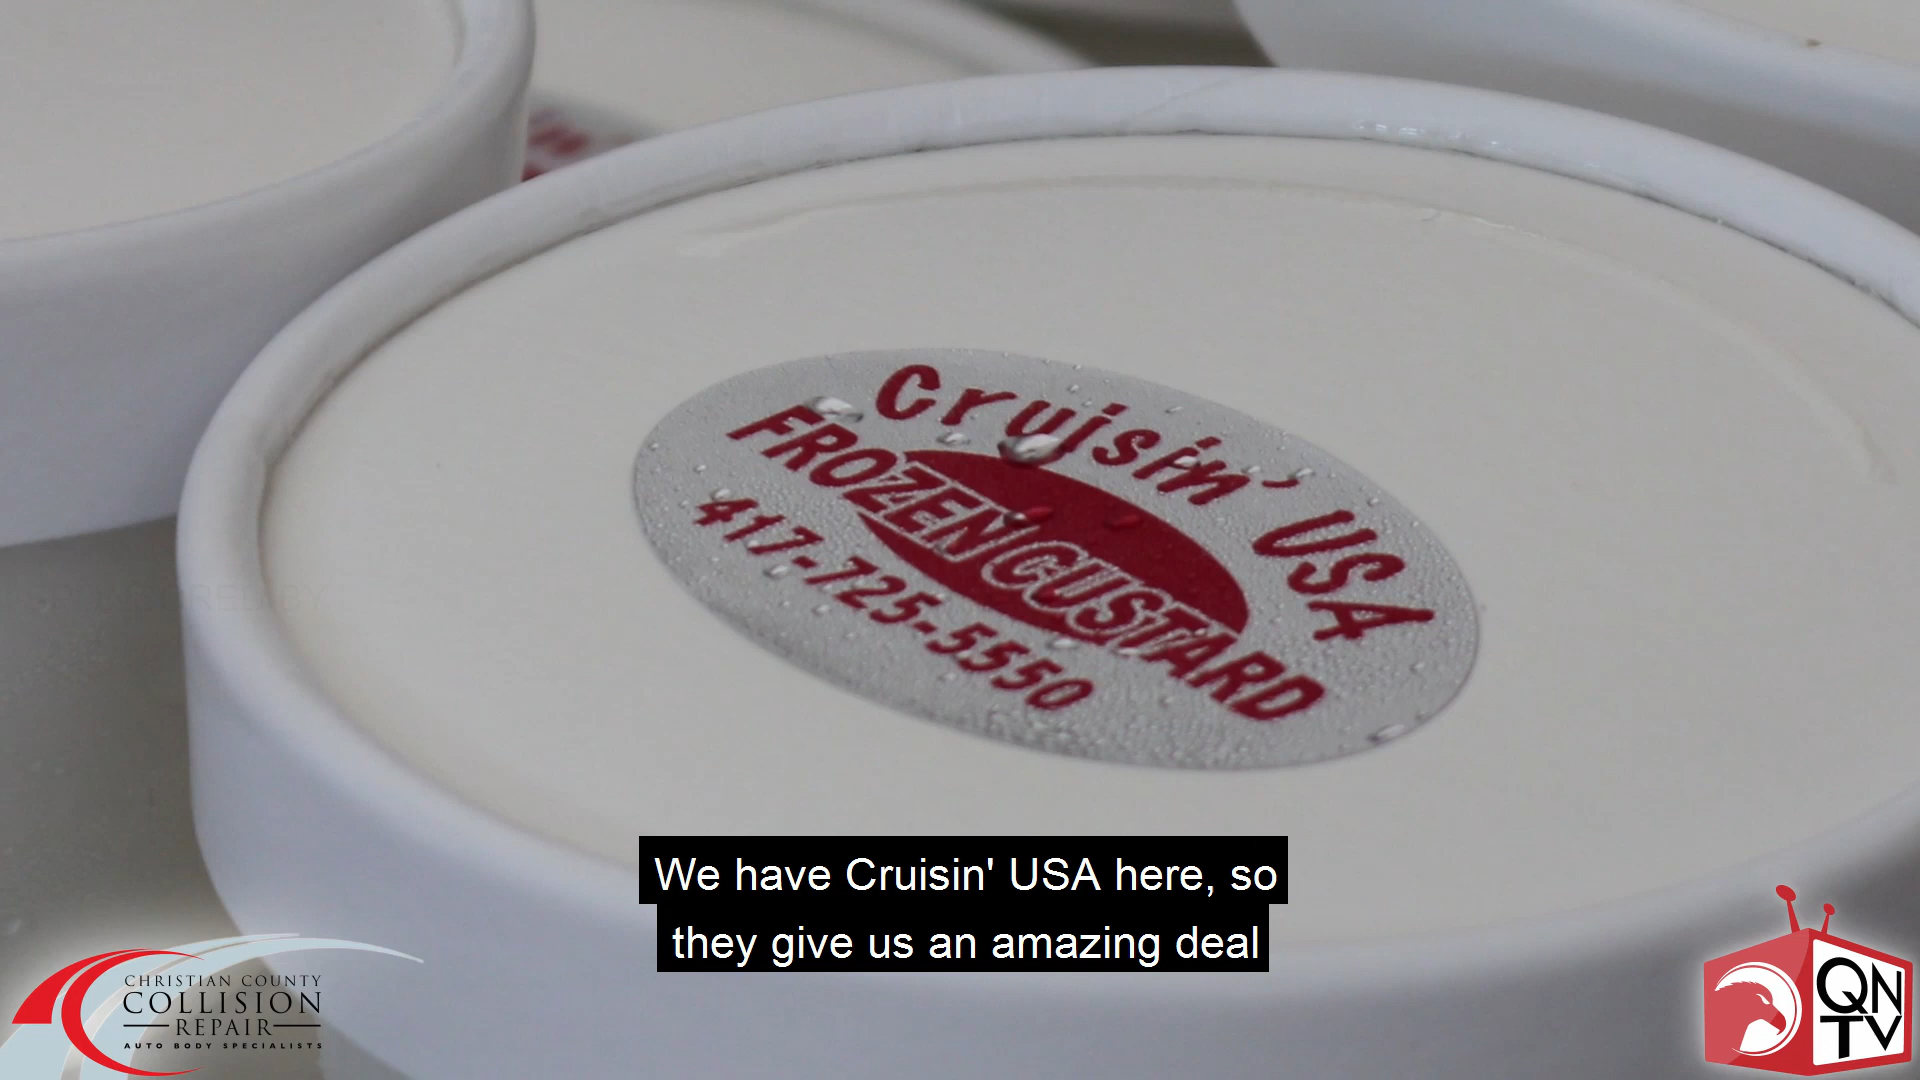 Cruisin' USA
FROZEN CUSTARD
417-725-5550
We have Cruisin' USA here, so
they give us an amazing deal
CHRISTIAN COUNTY
COLLISION
REPAIR
AUTO BODY SPECIALISTS
QN
TV